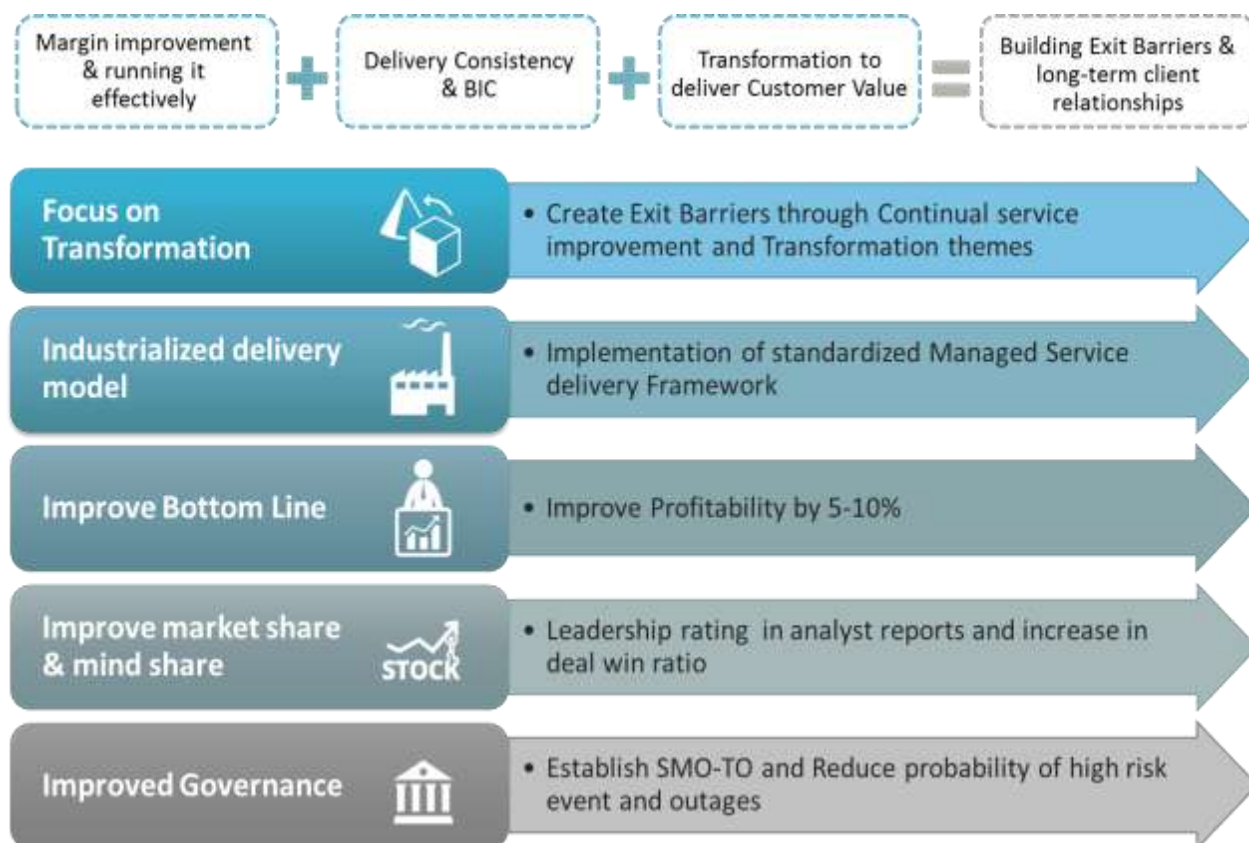 Margin improvement
& running it
effectively
Delivery Consistency
& BIC
Transformation to
deliver Customer Value
Building Exit Barriers &
long-term client
relationships
Focus on
Transformation
• Create Exit Barriers through Continual service
improvement and Transformation themes
Industrialized delivery
model
• Implementation of standardized Managed Service
delivery Framework
Improve Bottom Line
• Improve Profitability by 5-10%
Improve market share
& mind share
STOCK
• Leadership rating in analyst reports and increase in
deal win ratio
Improved Governance
• Establish SMO-TO and Reduce probability of high risk
event and outages